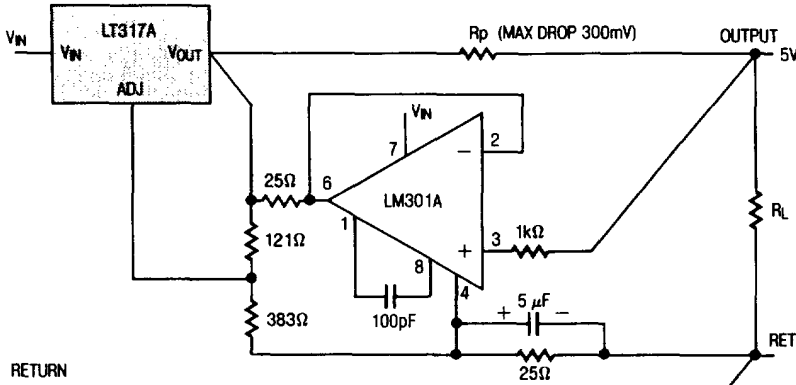 LT317A
VIN
VIN
VOUT
ADJ
Rp (MAX DROP 300mV)
OUTPUT
5V
VIN
7
2
−
25Ω
6
LM301A
RL
121Ω
1
8
+
3
1kΩ
4
100pF
+
5 μF
−
383Ω
25Ω
RET
RETURN